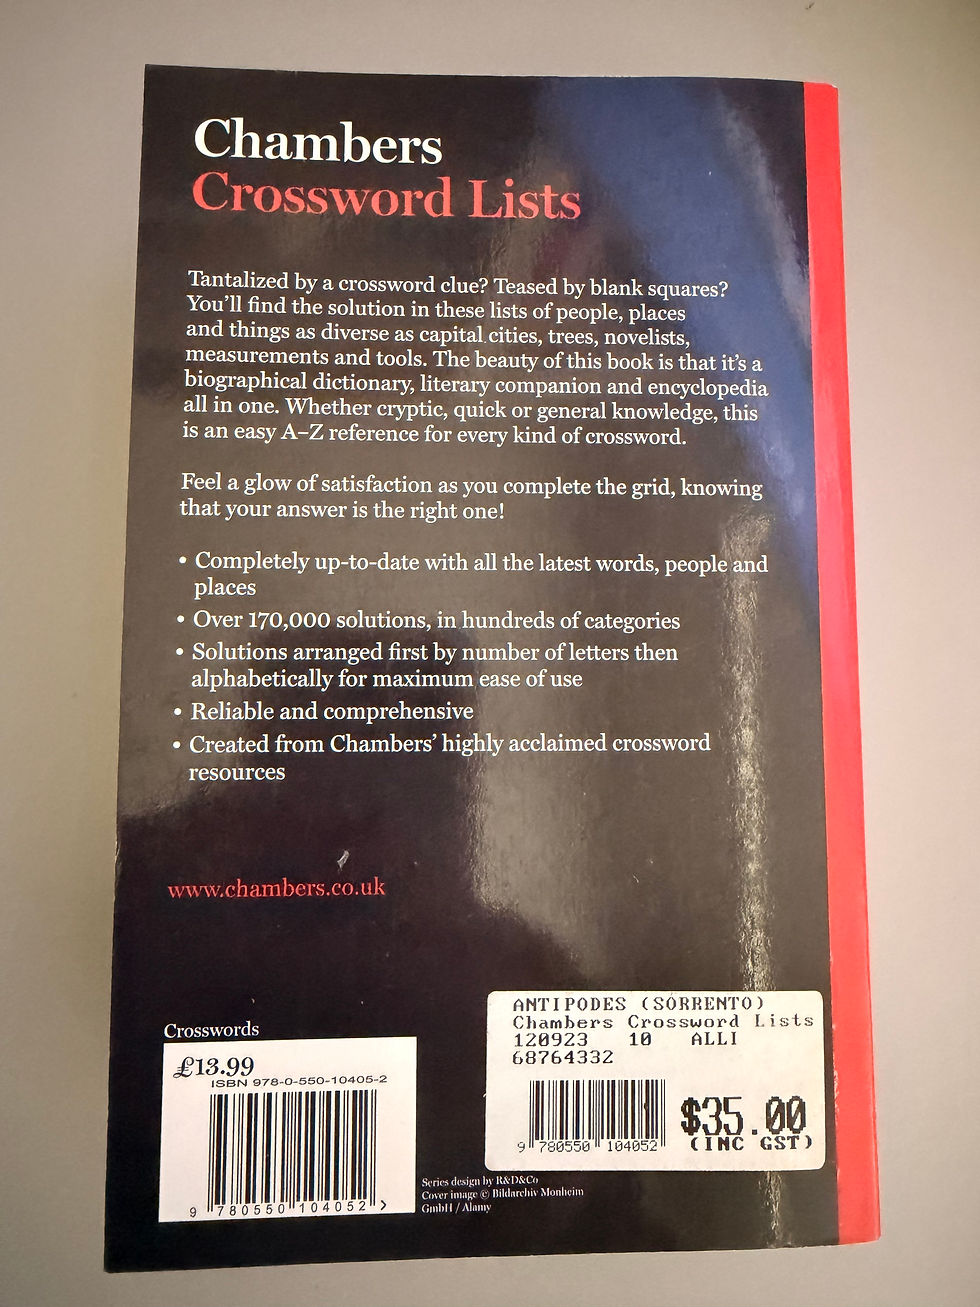 Chambers
Crossword Lists
Tantalized by a crossword clue? Teased by blank squares?
You'll find the solution in these lists of people, places
and things as diverse as capital cities, trees, novelists,
measurements and tools. The beauty of this book is that it's a
biographical dictionary, literary companion and encyclopedia
all in one. Whether cryptic, quick or general knowledge, this
is an easy A–Z reference for every kind of crossword.
Feel a glow of satisfaction as you complete the grid, knowing
that your answer is the right one!
• Completely up-to-date with all the latest words, people and
places
• Over 170,000 solutions, in hundreds of categories
• Solutions arranged first by number of letters then
alphabetically for maximum ease of use
• Reliable and comprehensive
• Created from Chambers' highly acclaimed crossword
resources
www.chambers.co.uk
Crosswords
£13.99
ISBN 978-0-550-10405-2
9 780550 104052 >
Series design by R&D&Co
Cover image © Bildarchiv Monheim
GmbH / Alamy
ANTIPODES (SORRENTO)
Chambers Crossword Lists
120923 10 ALLI
68764332
9 780550 104052
$35.00
(INC GST)